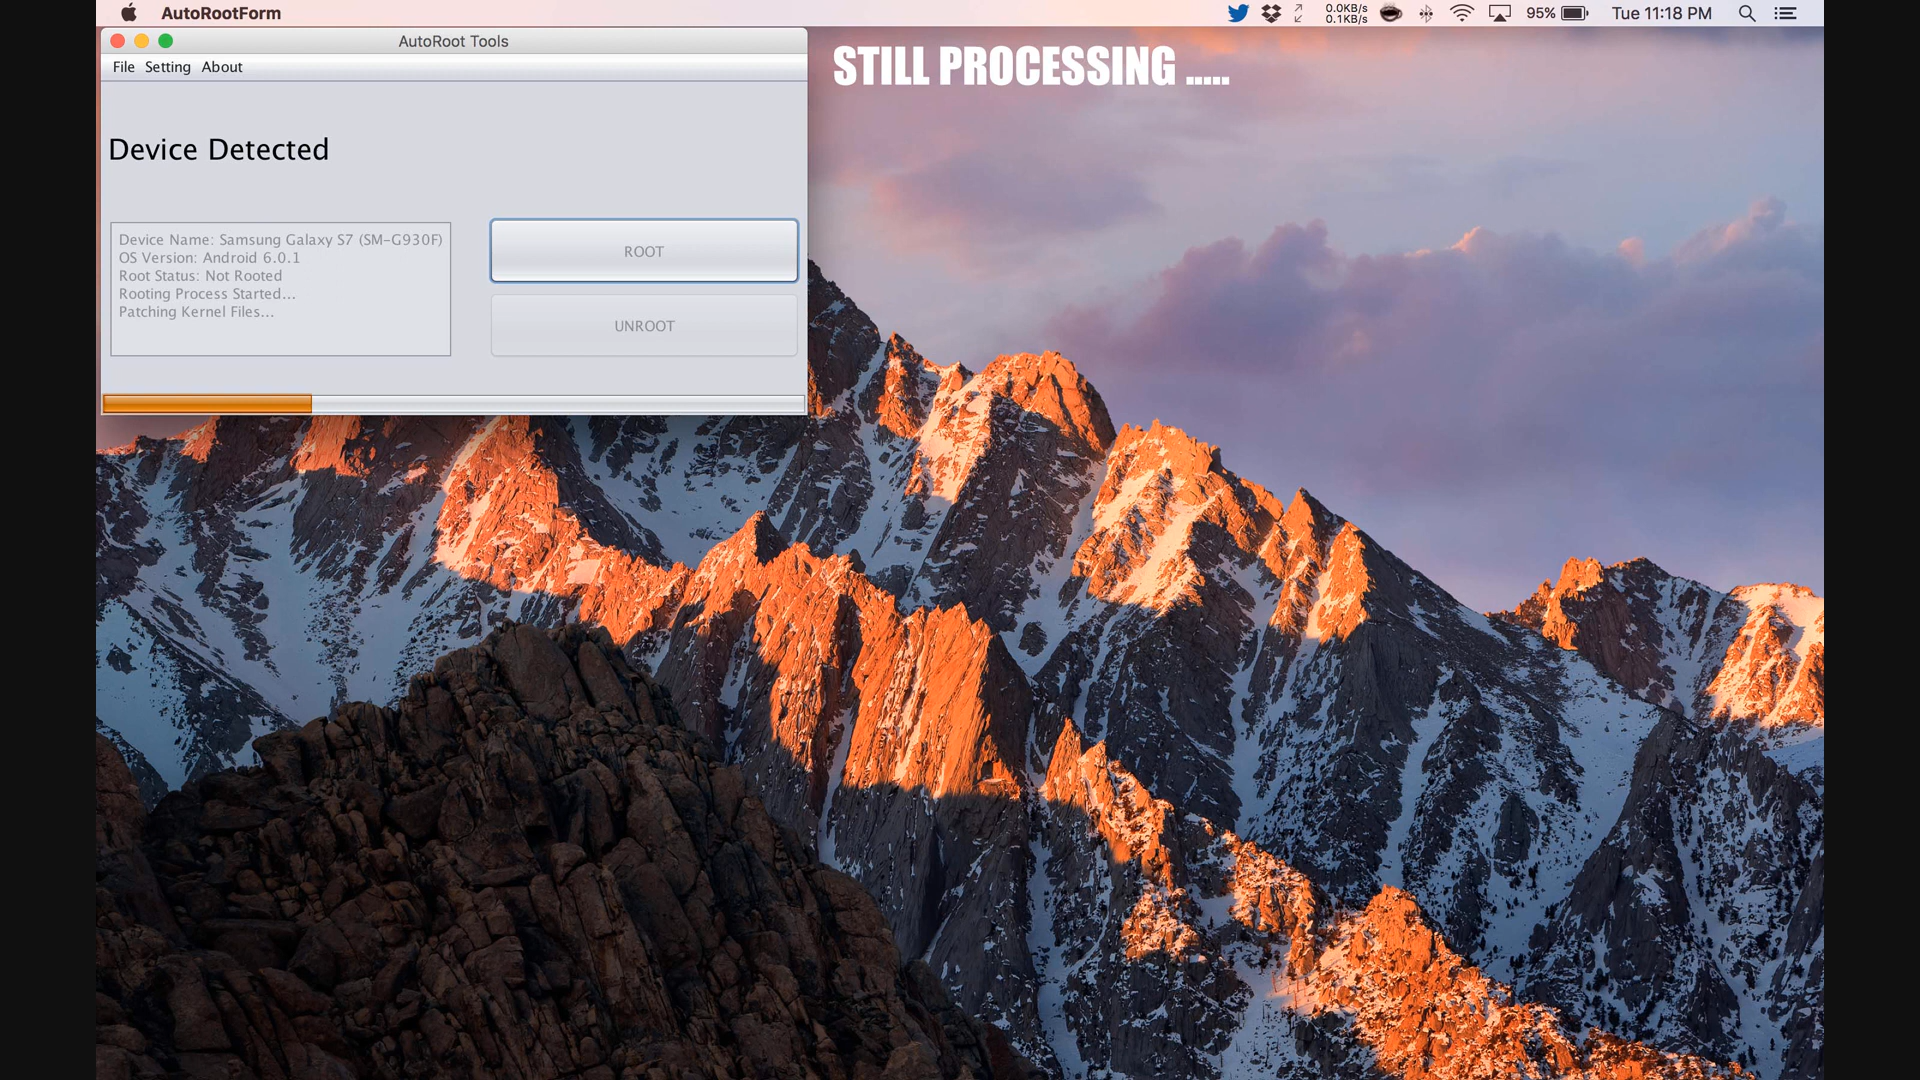 AutoRootForm
0.0KB/s
0.1KB/s
95%
Tue 11:18 PM
AutoRoot Tools
File Setting About
STILL PROCESSING .....
Device Detected
Device Name: Samsung Galaxy S7 (SM-G930F)
OS Version: Android 6.0.1
Root Status: Not Rooted
Rooting Process Started...
Patching Kernel Files...
ROOT
UNROOT